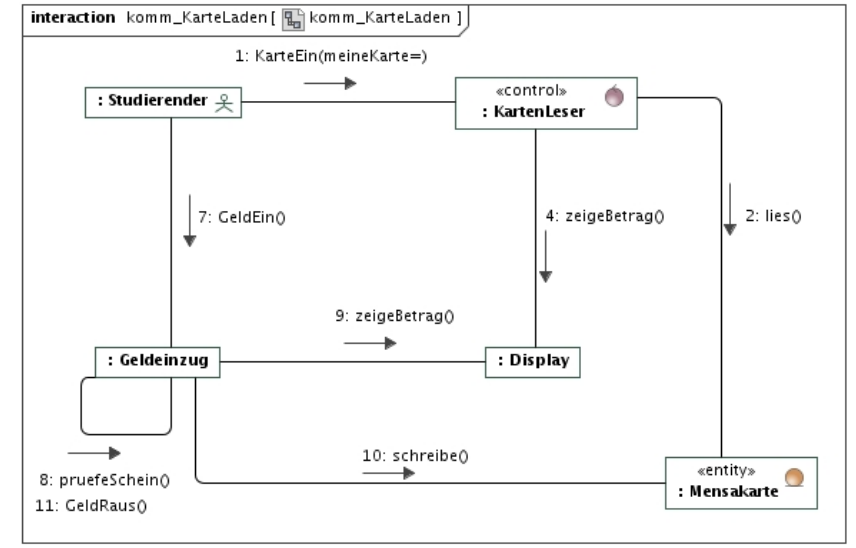 interaction komm_KarteLaden[ komm_KarteLaden ]
1: KarteEin(meineKarte=)
: Studierender
«control»
: KartenLeser
7: GeldEin()
4: zeigeBetrag()
2: lies()
9: zeigeBetrag()
: Geldeinzug
: Display
10: schreibe()
8: pruefeSchein()
11: GeldRaus()
«entity»
: Mensakarte